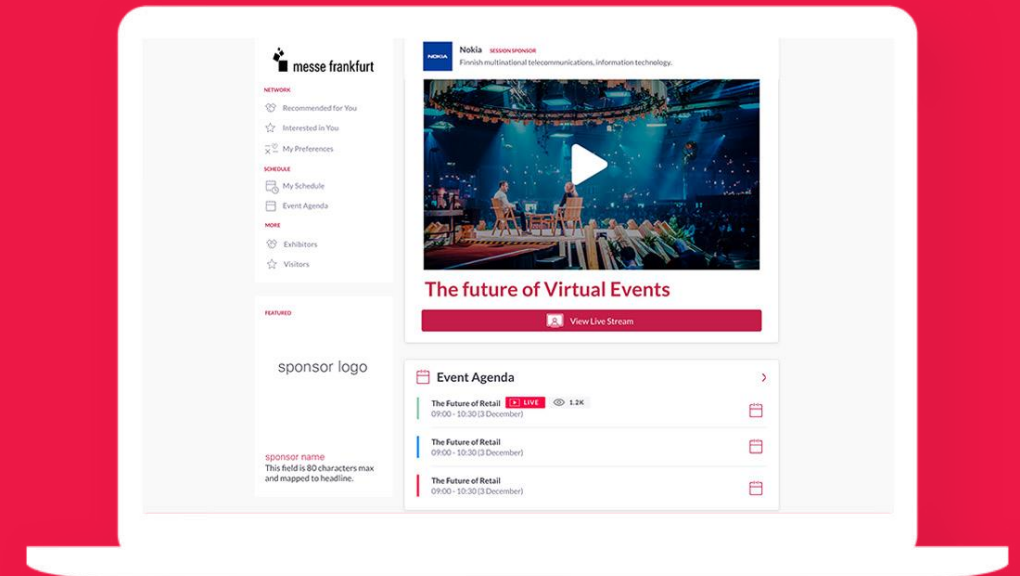 messe frankfurt
NETWORK
Recommended for You
Interested in You
My Preferences
SCHEDULE
My Schedule
Event Agenda
MORE
Exhibitors
Visitors
FEATURED
sponsor logo
sponsor name
This field is 80 characters max
and mapped to headline.
NOKIA
Nokia SESSION SPONSOR
Finnish multinational telecommunications, information technology.
The future of Virtual Events
View Live Stream
Event Agenda
The Future of Retail LIVE 1.2K
09:00 - 10:30 (3 December)
The Future of Retail
09:00 - 10:30 (3 December)
The Future of Retail
09:00 - 10:30 (3 December)